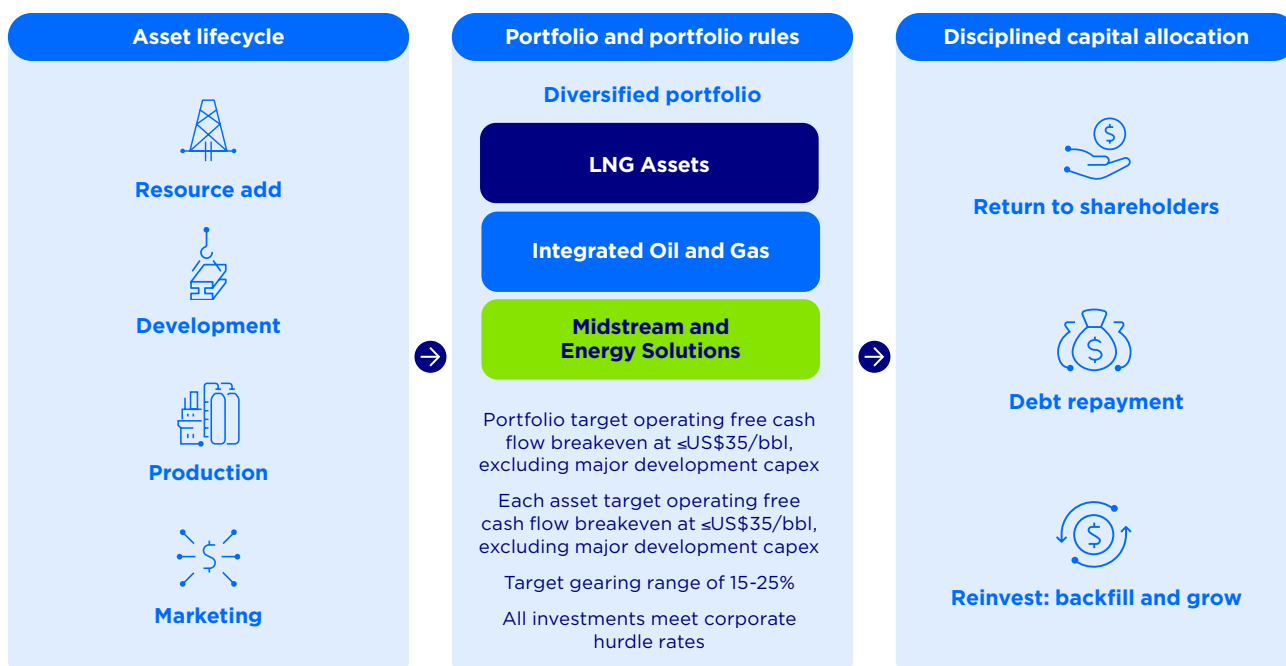 Asset lifecycle
Resource add
Development
Production
Marketing
Portfolio and portfolio rules
Diversified portfolio
LNG Assets
Integrated Oil and Gas
Midstream and
Energy Solutions
Portfolio target operating free cash
flow breakeven at ≤US$35/bbl,
excluding major development capex
Each asset target operating free
cash flow breakeven at ≤US$35/bbl,
excluding major development capex
Target gearing range of 15-25%
All investments meet corporate
hurdle rates
Disciplined capital allocation
$
Return to shareholders
$
Debt repayment
$
Reinvest: backfill and grow